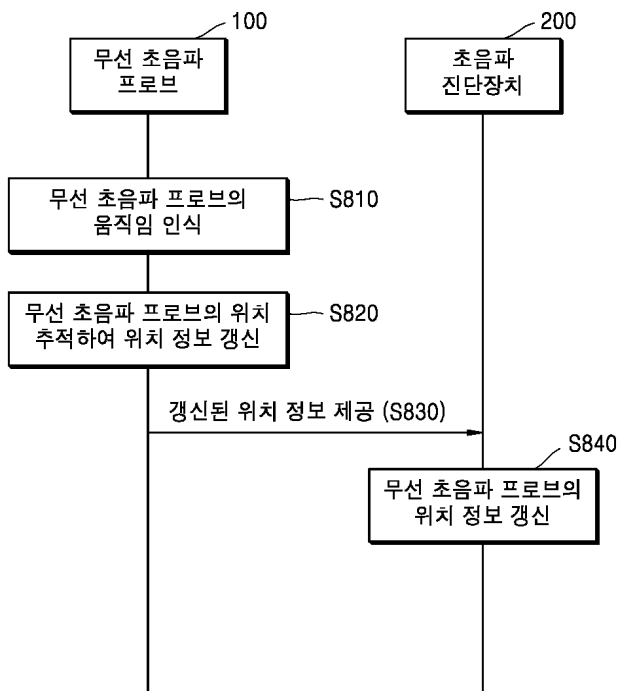 100
200
무선 초음파
프로브
초음파
진단장치
무선 초음파 프로브의
움직임 인식
S810
무선 초음파 프로브의 위치
추적하여 위치 정보 갱신
S820
갱신된 위치 정보 제공 (S830)
S840
무선 초음파 프로브의
위치 정보 갱신